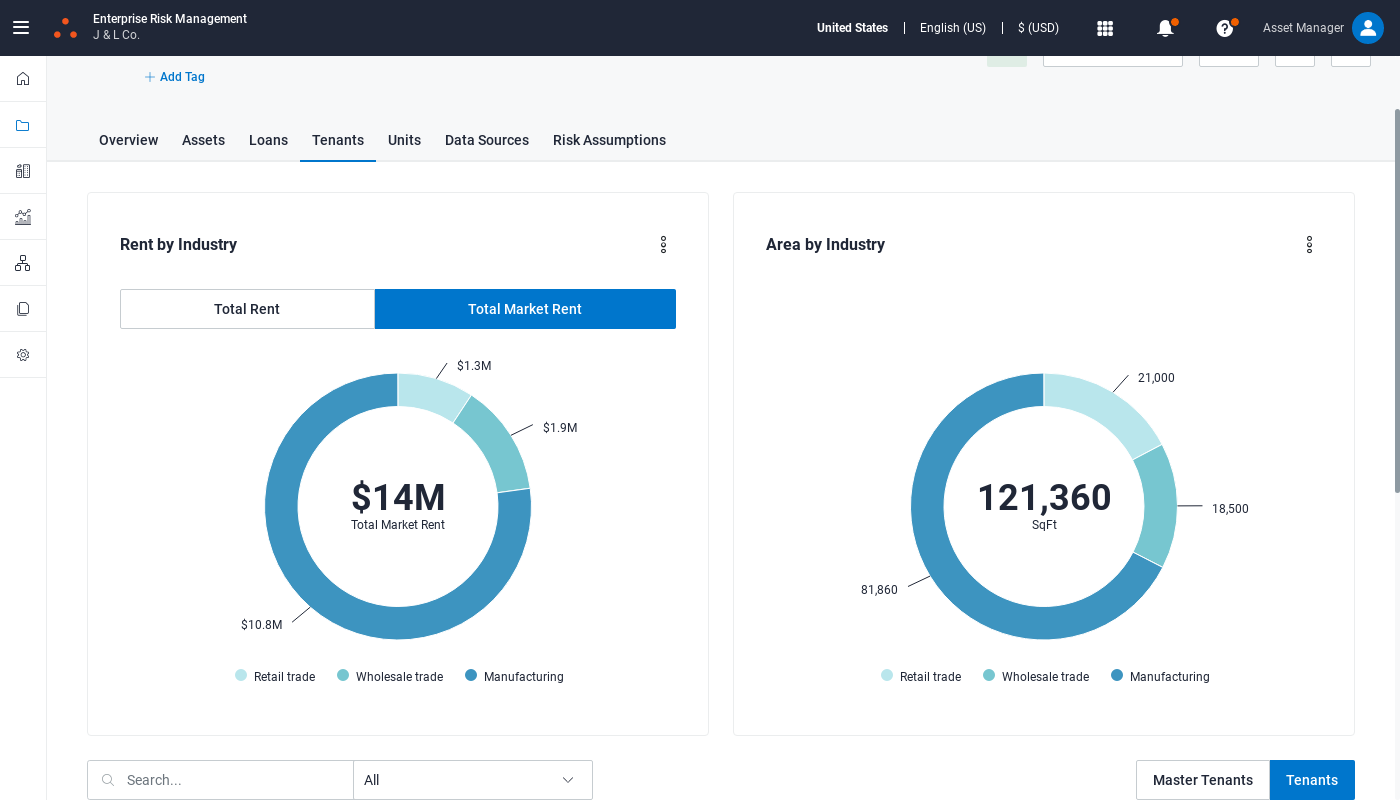 Enterprise Risk Management
J & L Co.
United States
English (US)
$ (USD)
Asset Manager
Add Tag
Overview
Assets
Loans
Tenants
Units
Data Sources
Risk Assumptions
Rent by Industry
Total Rent
Total Market Rent
$1.3M
$1.9M
$14M
Total Market Rent
$10.8M
Retail trade
Wholesale trade
Manufacturing
Area by Industry
21,000
18,500
121,360
SqFt
81,860
Retail trade
Wholesale trade
Manufacturing
Search...
All
Master Tenants
Tenants